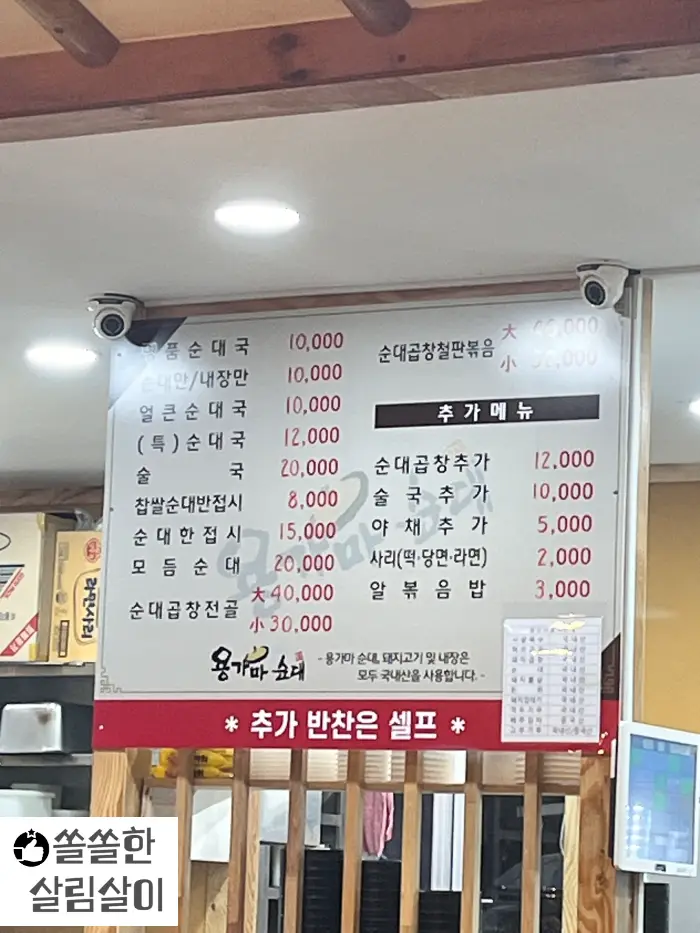 품순대국 10,000
순대만/내장만 10,000
얼큰순대국 10,000
(특)순대국 12,000
술국 20,000
찹쌀순대반접시 8,000
순대한접시 15,000
모듬순대 20,000
순대곱창전골 大 40,000
小 30,000
순대곱창철판볶음 大
小
추가메뉴
순대곱창추가 12,000
술국추가 10,000
야채추가 5,000
사리(떡·당면·라면) 2,000
알볶음밥 3,000
용가마 순대
용가마 순대
- 용가마 순대, 돼지고기 및 내장은
모두 국내산을 사용합니다. -
* 추가 반찬은 셀프 *
쏠쏠한
살림살이